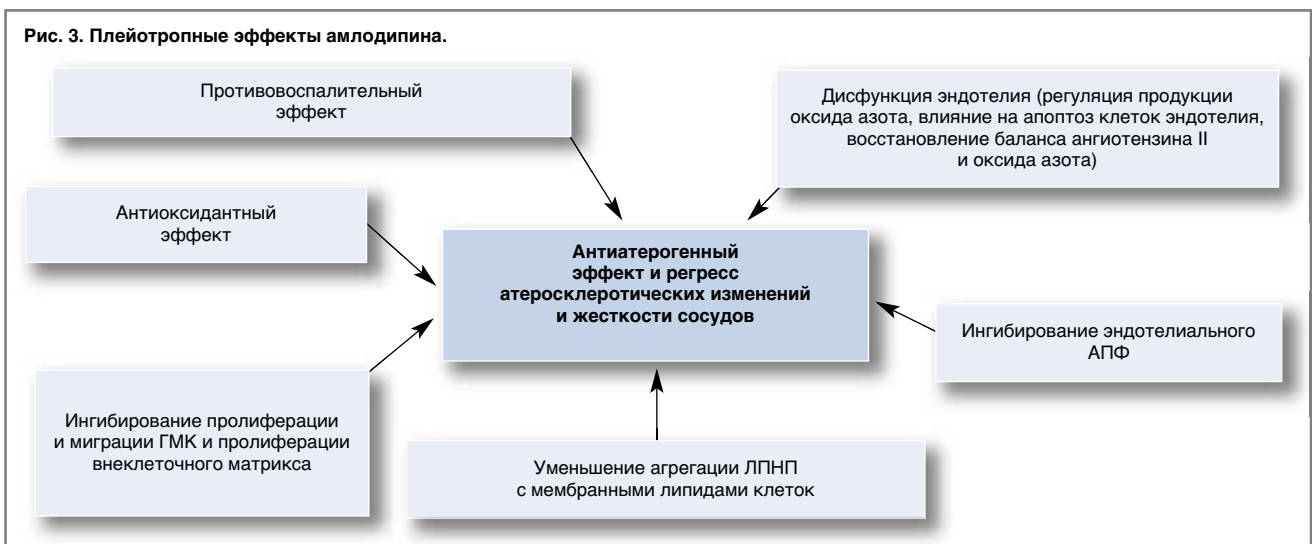 Рис. 3. Плейотропные эффекты амлодипина.
Противовоспалительный
эффект
Дисфункция эндотелия (регуляция продукции
оксида азота, влияние на апоптоз клеток эндотелия,
восстановление баланса ангиотензина II
и оксида азота)
Антиоксидантный
эффект
Антиатерогенный
эффект и регресс
атеросклеротических изменений
и жесткости сосудов
Ингибирование эндотелиального
АПФ
Ингибирование пролиферации
и миграции ГМК и пролиферации
внеклеточного матрикса
Уменьшение агрегации ЛПНП
с мембранными липидами клеток